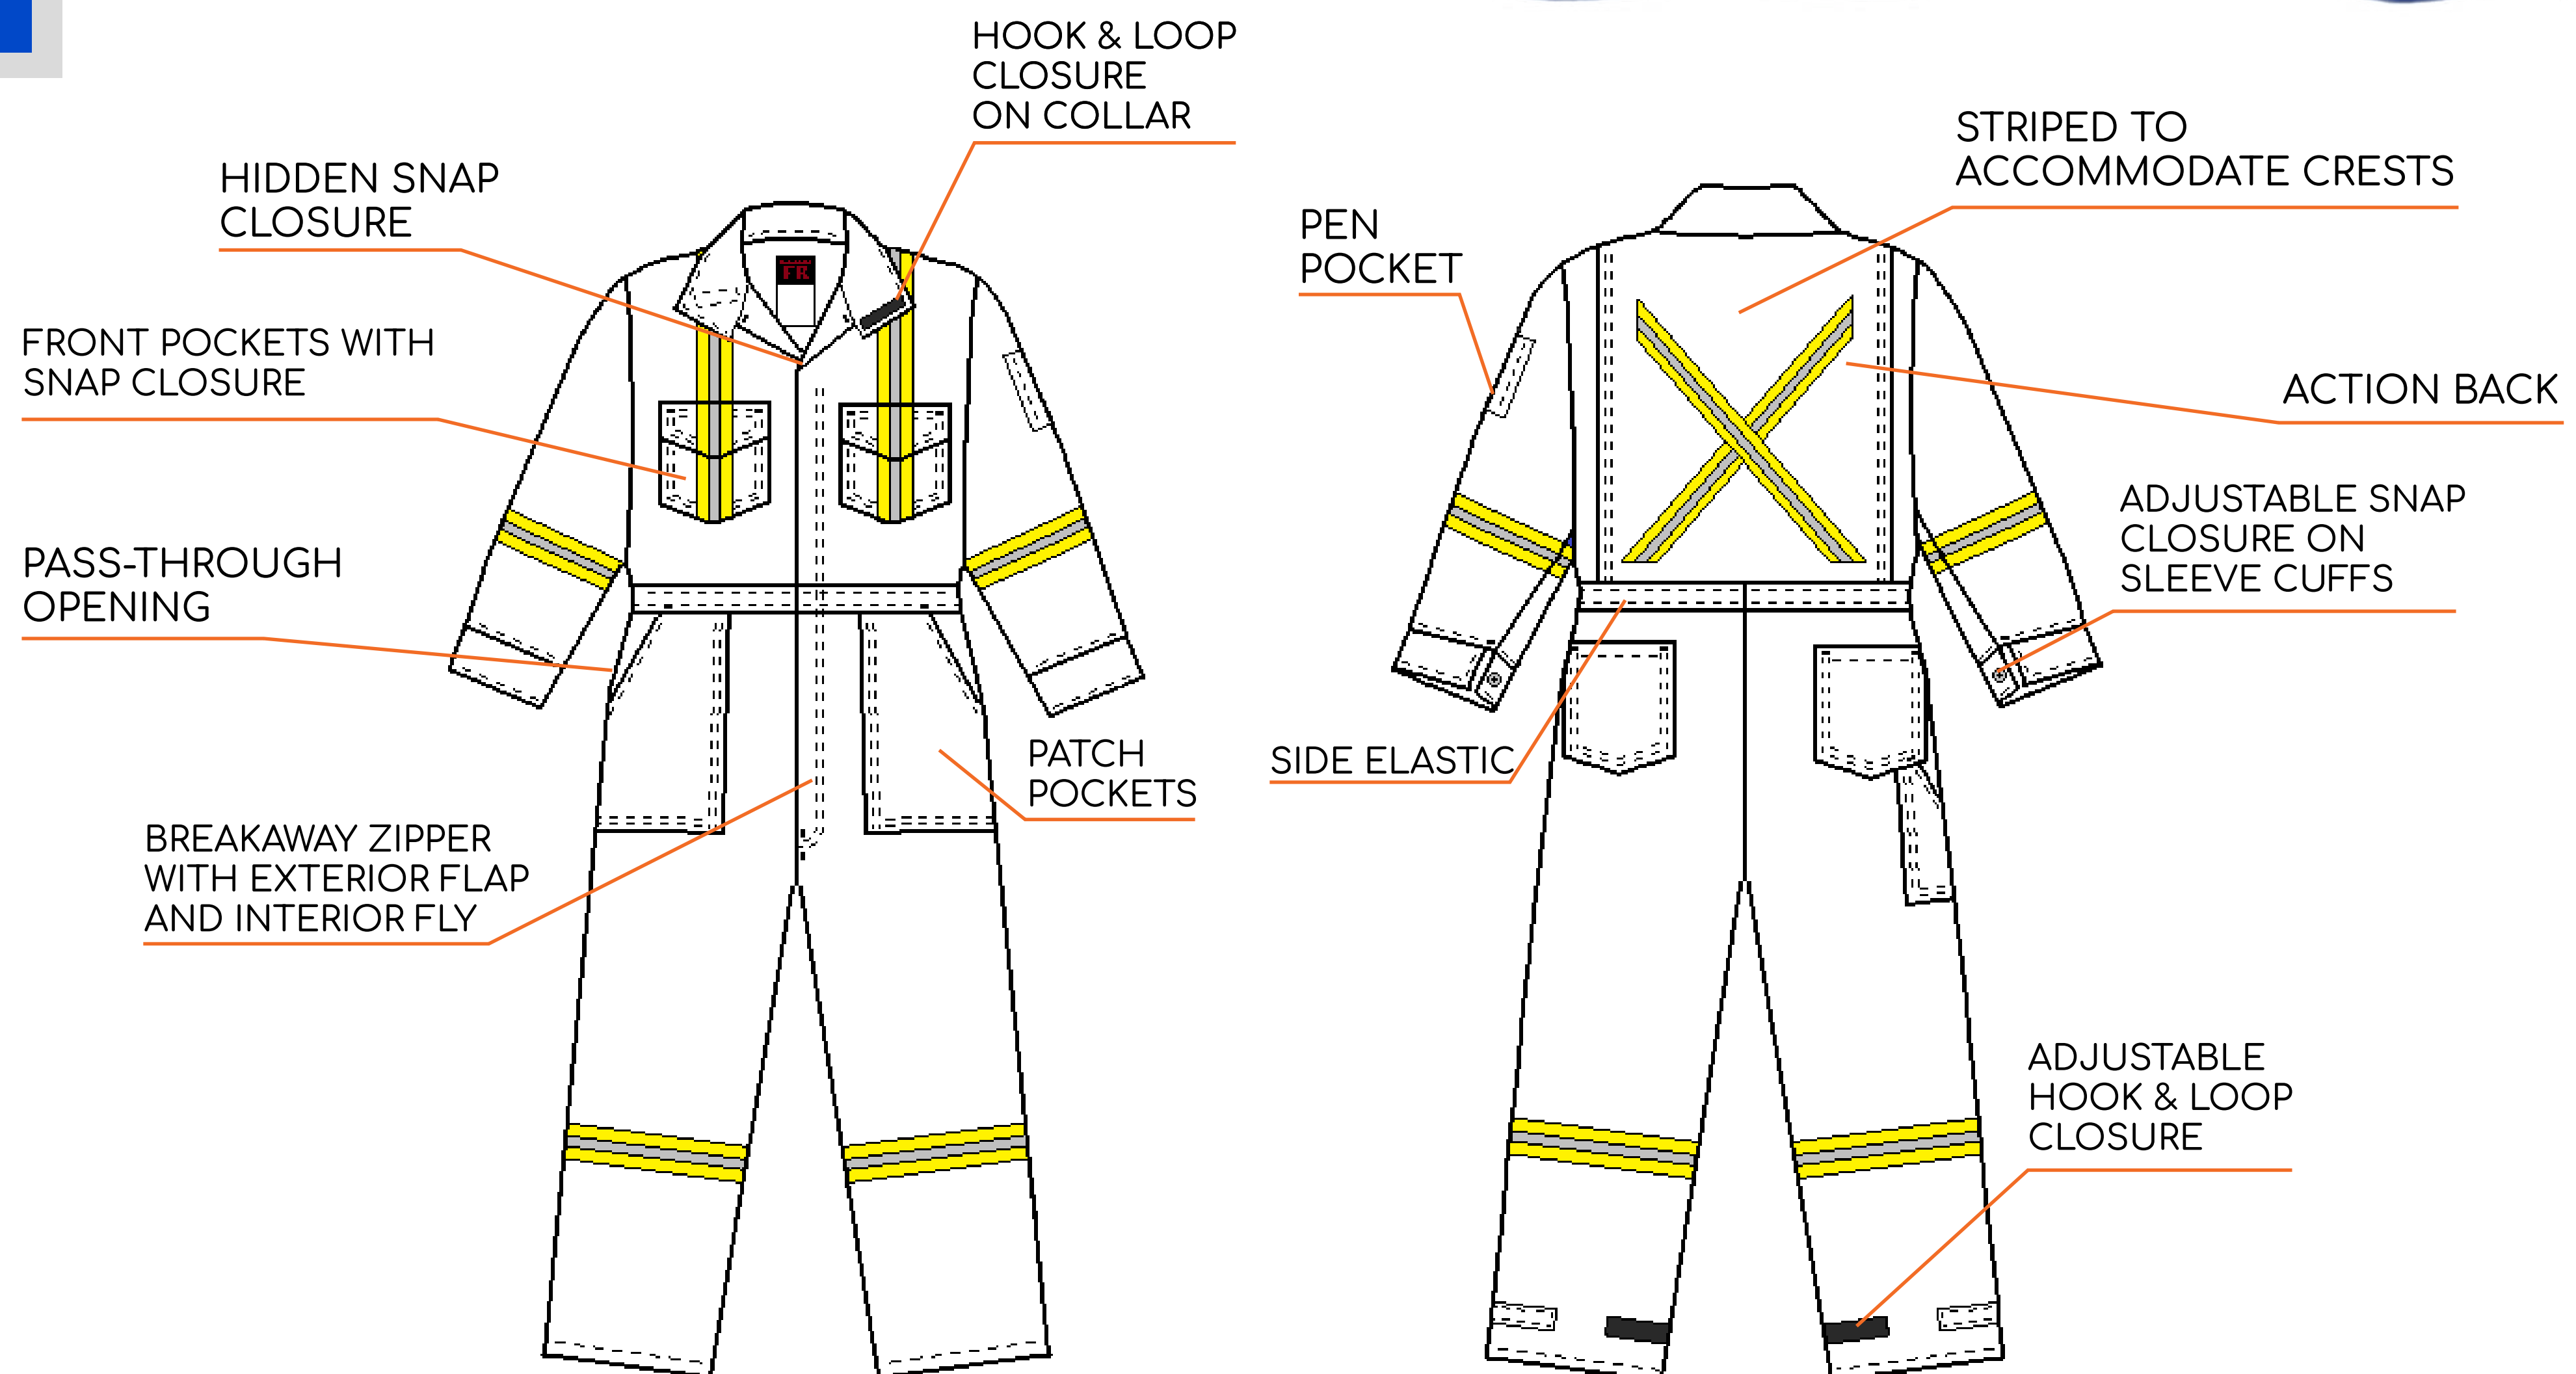 HOOK & LOOP
CLOSURE
ON COLLAR
HIDDEN SNAP
CLOSURE
FRONT POCKETS WITH
SNAP CLOSURE
PASS-THROUGH
OPENING
BREAKAWAY ZIPPER
WITH EXTERIOR FLAP
AND INTERIOR FLY
PATCH
POCKETS
FR
STRIPED TO
ACCOMMODATE CRESTS
PEN
POCKET
ACTION BACK
ADJUSTABLE SNAP
CLOSURE ON
SLEEVE CUFFS
SIDE ELASTIC
ADJUSTABLE
HOOK & LOOP
CLOSURE